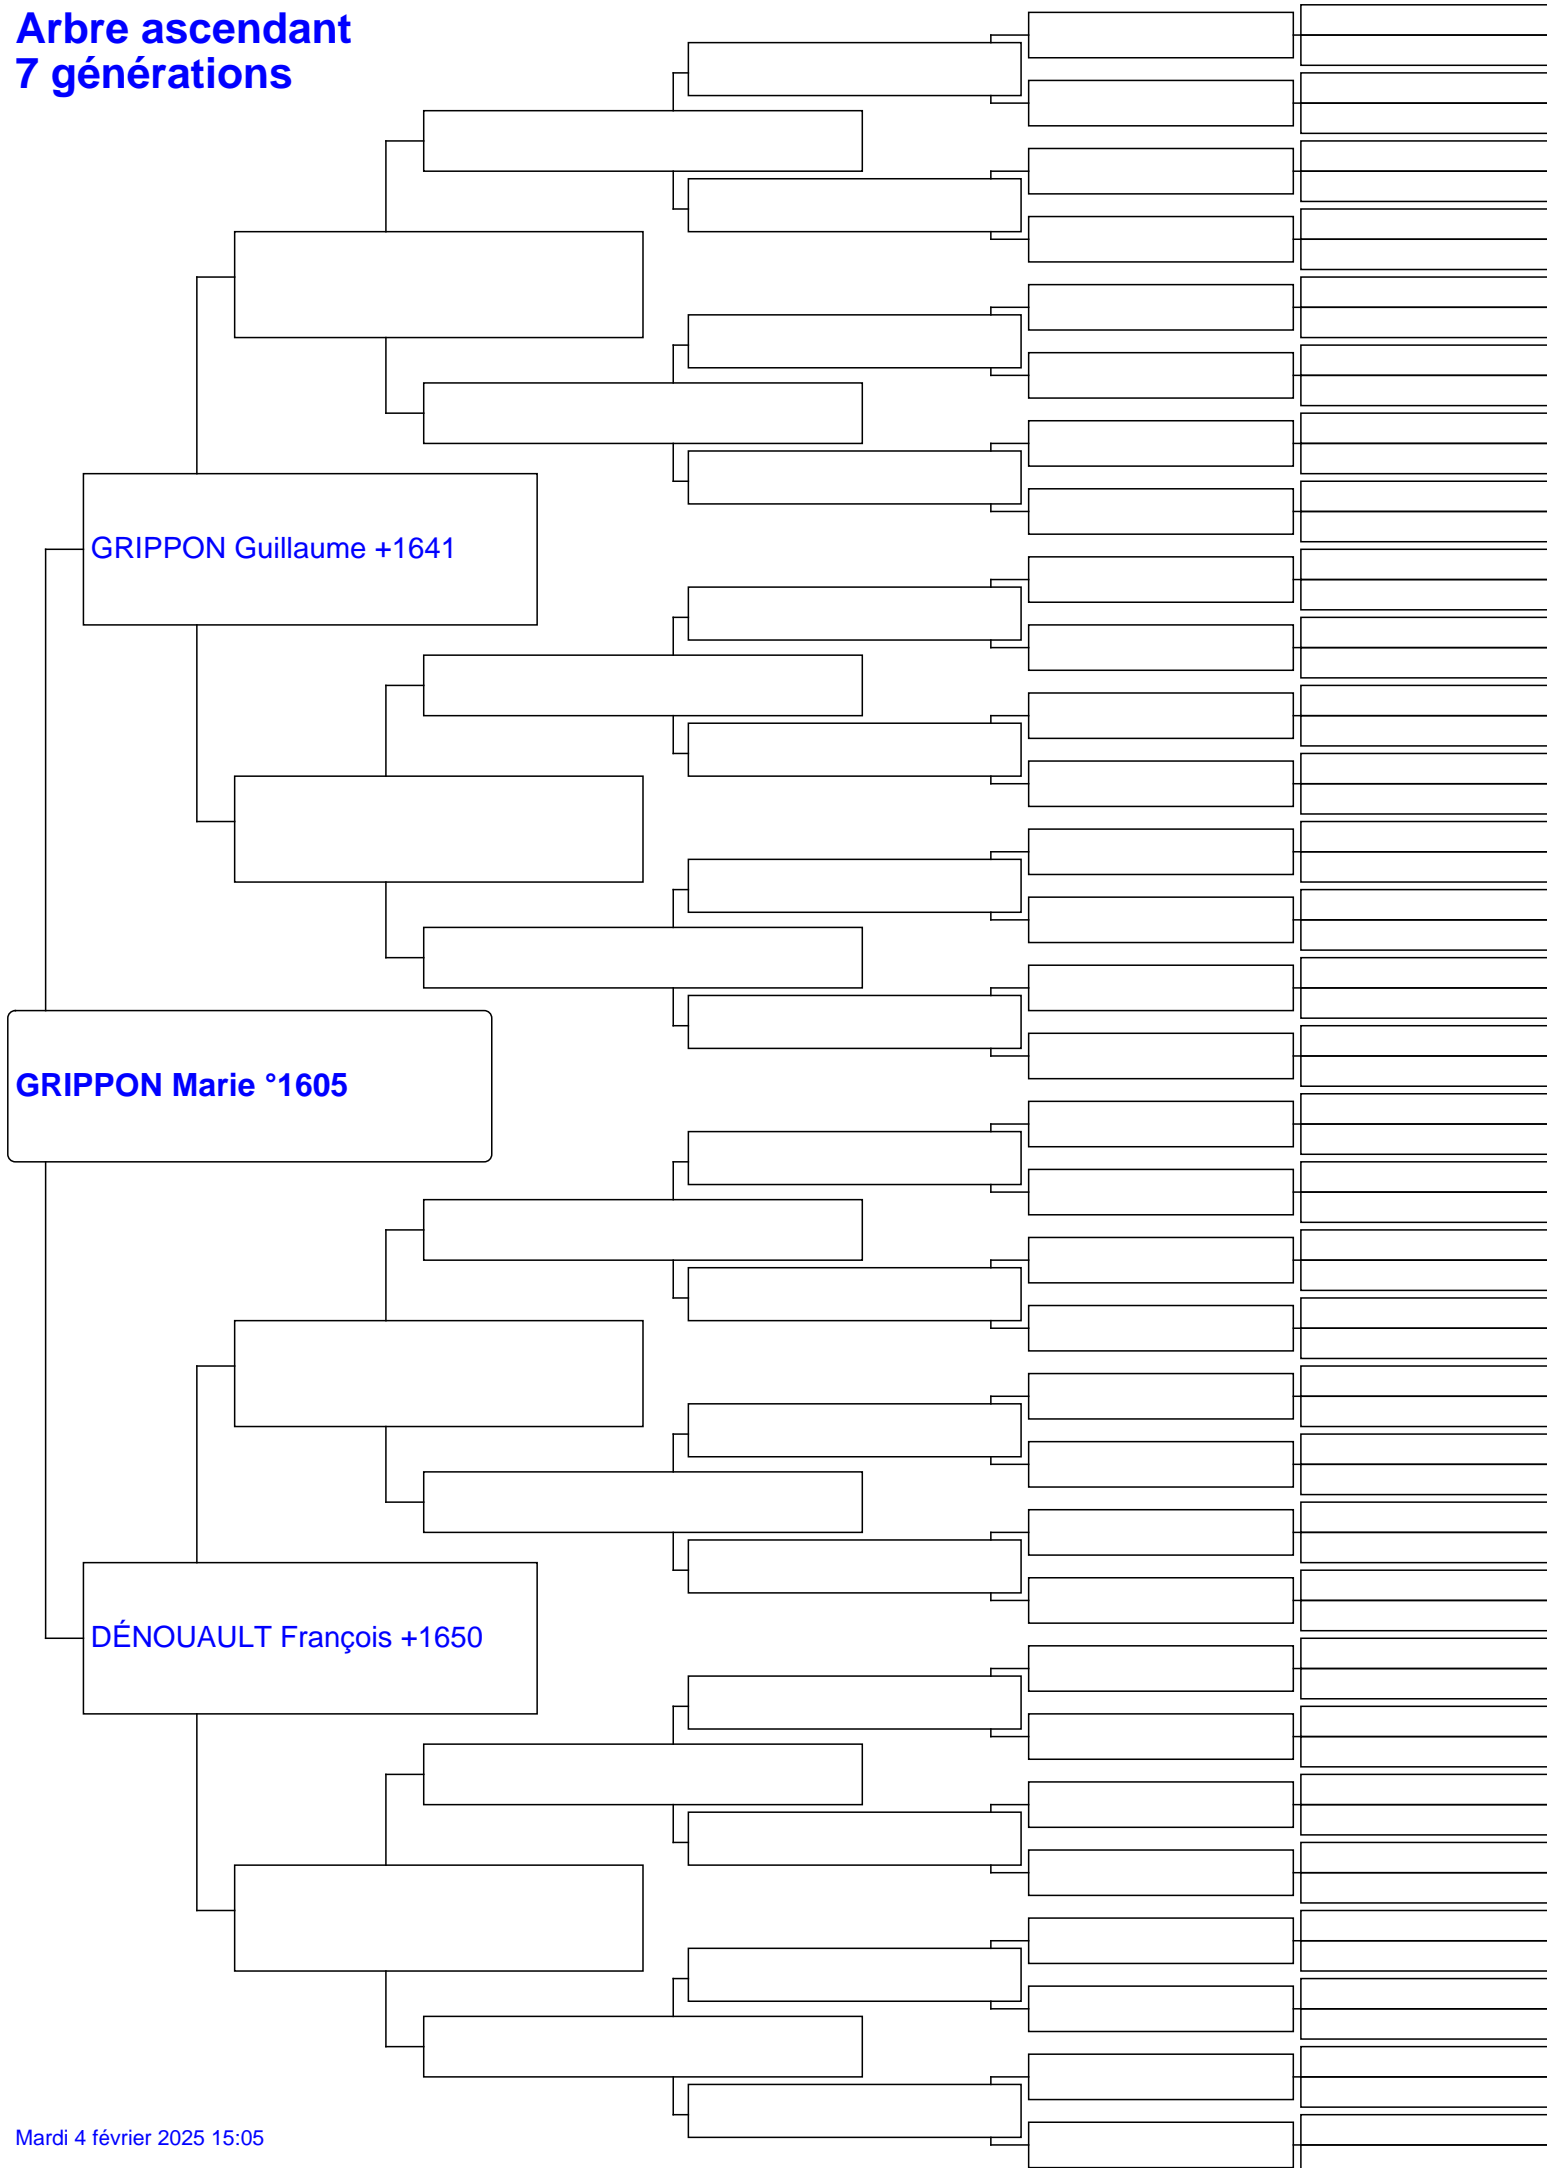 Arbre ascendant
7 générations
GRIPPON Guillaume +1641
GRIPPON Marie °1605
DÉNOUAULT François +1650
Mardi 4 février 2025 15:05